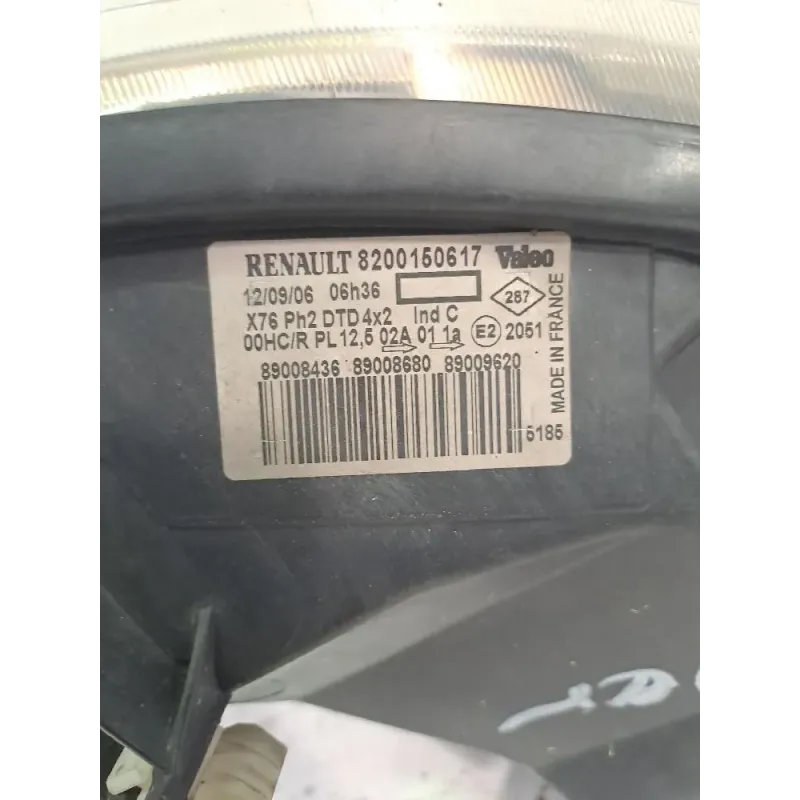 RENAULT 8200150617 Valeo
12/09/06 06h36
287
X76 Ph2 DTD 4x2 Ind C
00HC/R PL 12,5 02A 01 1a E2 2051
89008436 89008680 89009620
5185
MADE IN FRANCE